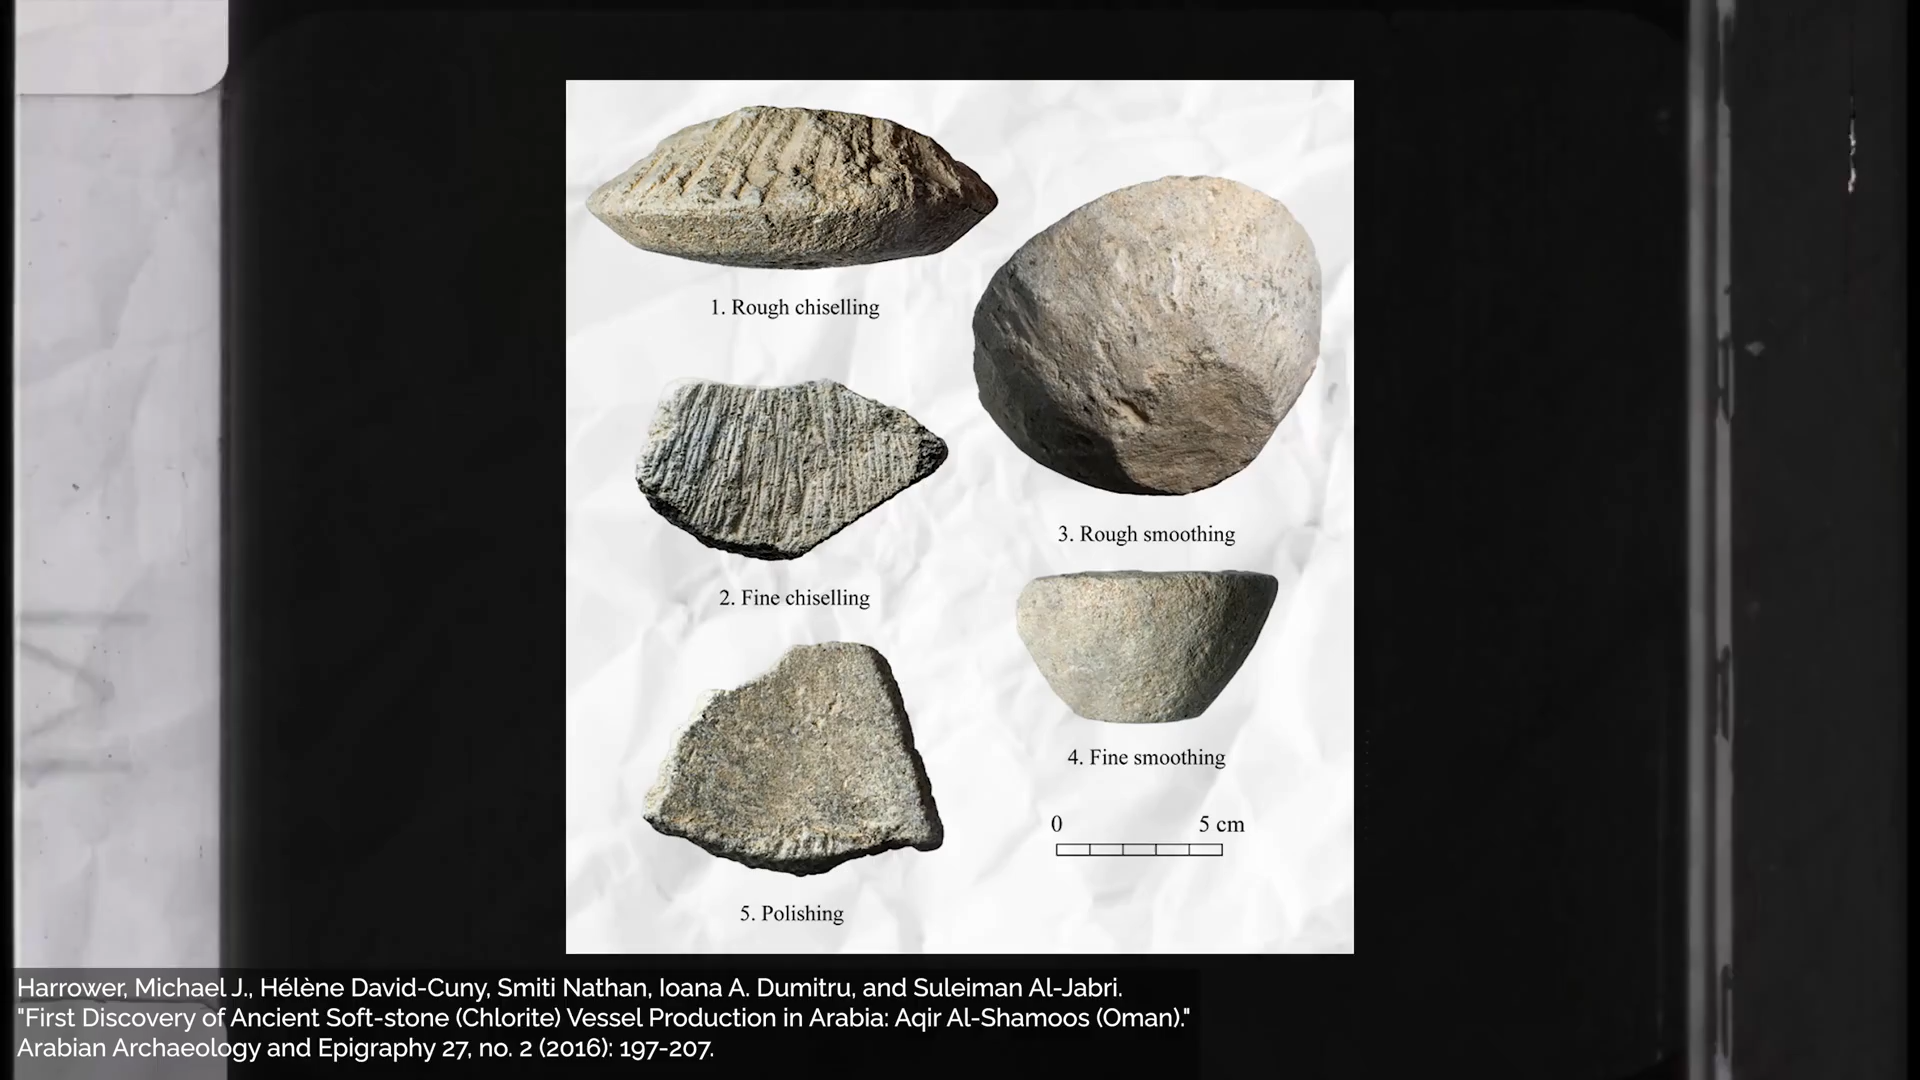 1. Rough chiselling
2. Fine chiselling
3. Rough smoothing
4. Fine smoothing
0 5 cm
5. Polishing
Harrower, Michael J., Hélène David-Cuny, Smiti Nathan, Ioana A. Dumitru, and Suleiman Al-Jabri.
"First Discovery of Ancient Soft-stone (Chlorite) Vessel Production in Arabia: Aqir Al-Shamoos (Oman)."
Arabian Archaeology and Epigraphy 27, no. 2 (2016): 197-207.